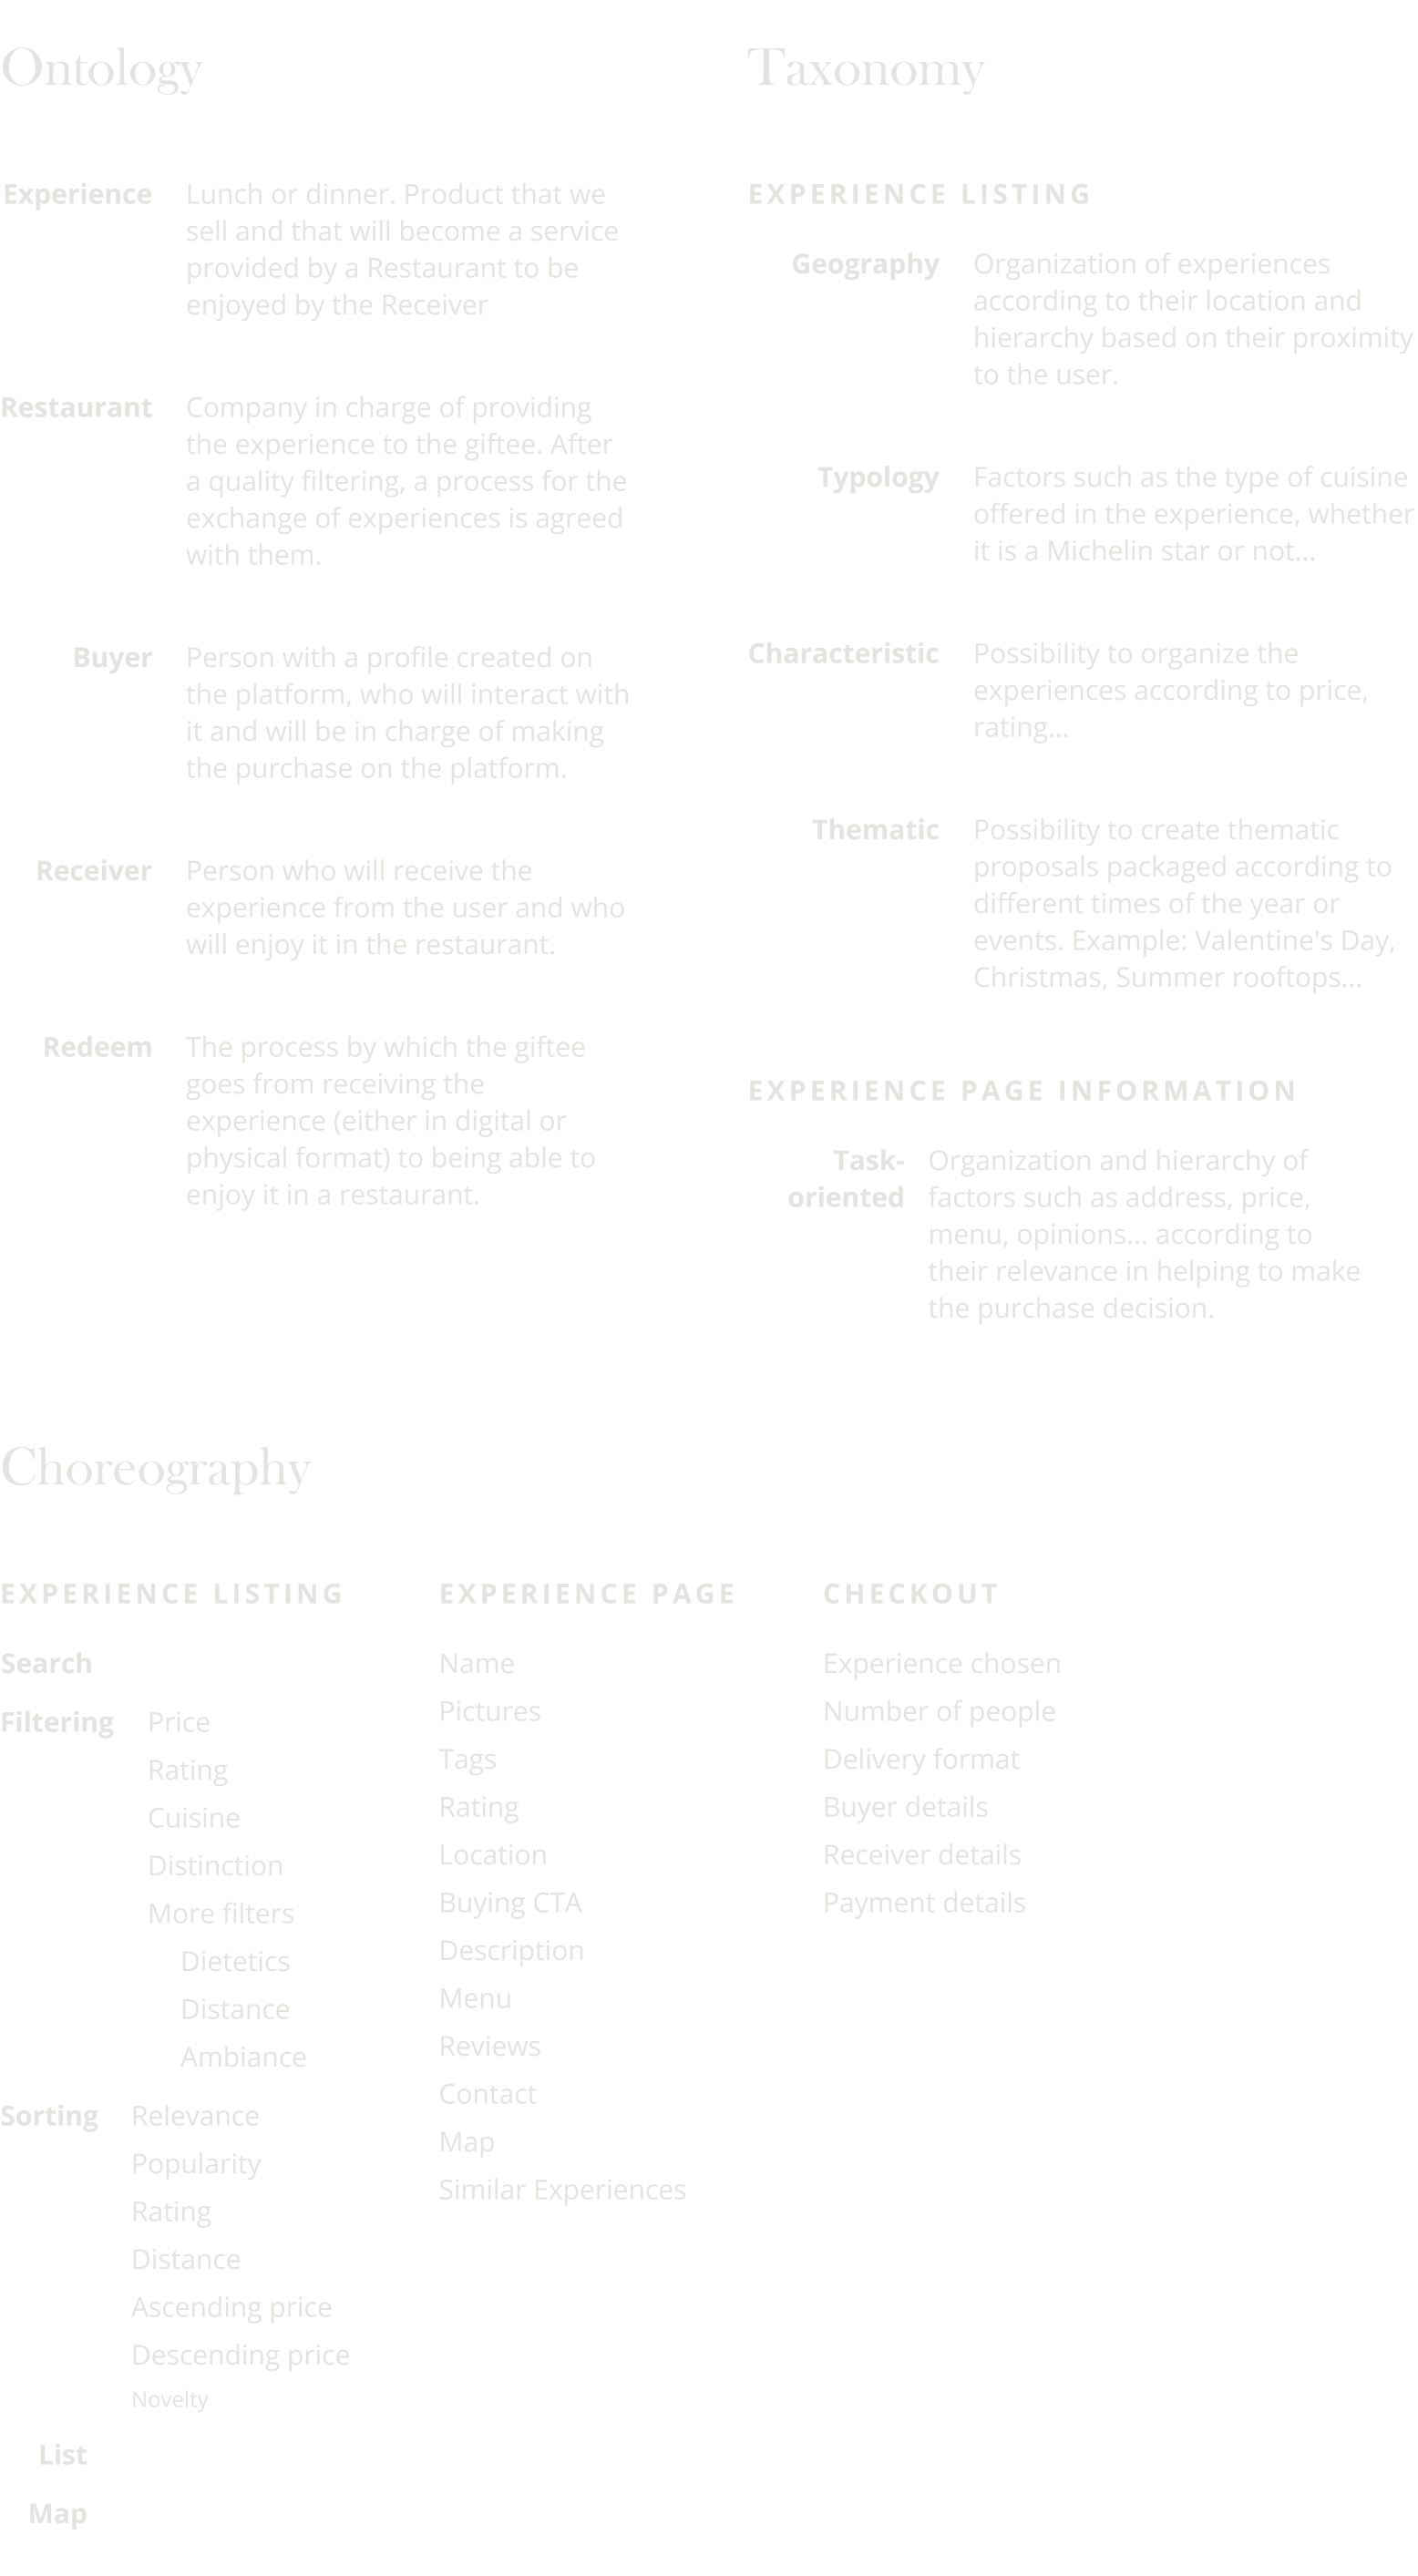 Ontology
Experience
Lunch or dinner. Product that we
sell and that will become a service
provided by a Restaurant to be
enjoyed by the Receiver
Restaurant
Company in charge of providing
the experience to the giftee. After
a quality filtering, a process for the
exchange of experiences is agreed
with them.
Buyer
Person with a profile created on
the platform, who will interact with
it and will be in charge of making
the purchase on the platform.
Receiver
Person who will receive the
experience from the user and who
will enjoy it in the restaurant.
Redeem
The process by which the giftee
goes from receiving the
experience (either in digital or
physical format) to being able to
enjoy it in a restaurant.
Taxonomy
EXPERIENCE LISTING
Geography
Organization of experiences
according to their location and
hierarchy based on their proximity
to the user.
Typology
Factors such as the type of cuisine
offered in the experience, whether
it is a Michelin star or not...
Characteristic
Possibility to organize the
experiences according to price,
rating...
Thematic
Possibility to create thematic
proposals packaged according to
different times of the year or
events. Example: Valentine's Day,
Christmas, Summer rooftops...
EXPERIENCE PAGE INFORMATION
Task-
oriented
Organization and hierarchy of
factors such as address, price,
menu, opinions... according to
their relevance in helping to make
the purchase decision.
Choreography
EXPERIENCE LISTING
Search
Filtering
Price
Rating
Cuisine
Distinction
More filters
Dietetics
Distance
Ambiance
Sorting
Relevance
Popularity
Rating
Distance
Ascending price
Descending price
Novelty
List
Map
EXPERIENCE PAGE
Name
Pictures
Tags
Rating
Location
Buying CTA
Description
Menu
Reviews
Contact
Map
Similar Experiences
CHECKOUT
Experience chosen
Number of people
Delivery format
Buyer details
Receiver details
Payment details